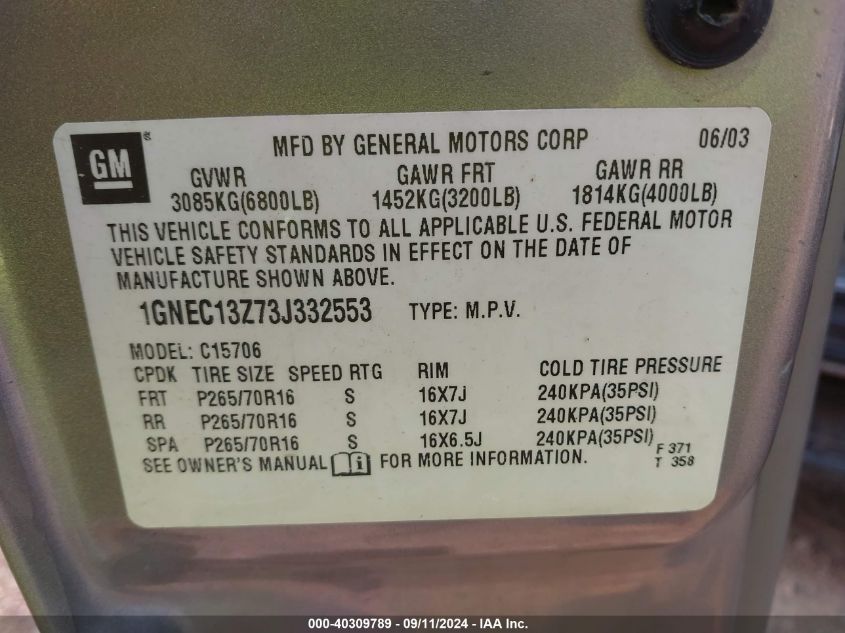 GM ® MFD BY GENERAL MOTORS CORP 06/03
GVWR GAWR FRT GAWR RR
3085KG(6800LB) 1452KG(3200LB) 1814KG(4000LB)
THIS VEHICLE CONFORMS TO ALL APPLICABLE U.S. FEDERAL MOTOR
VEHICLE SAFETY STANDARDS IN EFFECT ON THE DATE OF
MANUFACTURE SHOWN ABOVE.
1GNEC13Z73J332553 TYPE: M.P.V.
MODEL: C15706
CPDK TIRE SIZE SPEED RTG RIM COLD TIRE PRESSURE
FRT P265/70R16 S 16X7J 240KPA(35PSI)
RR P265/70R16 S 16X7J 240KPA(35PSI)
SPA P265/70R16 S 16X6.5J 240KPA(35PSI)
SEE OWNER'S MANUAL i FOR MORE INFORMATION.
F 371
T 358
000-40309789 - 09/11/2024 - IAA Inc.